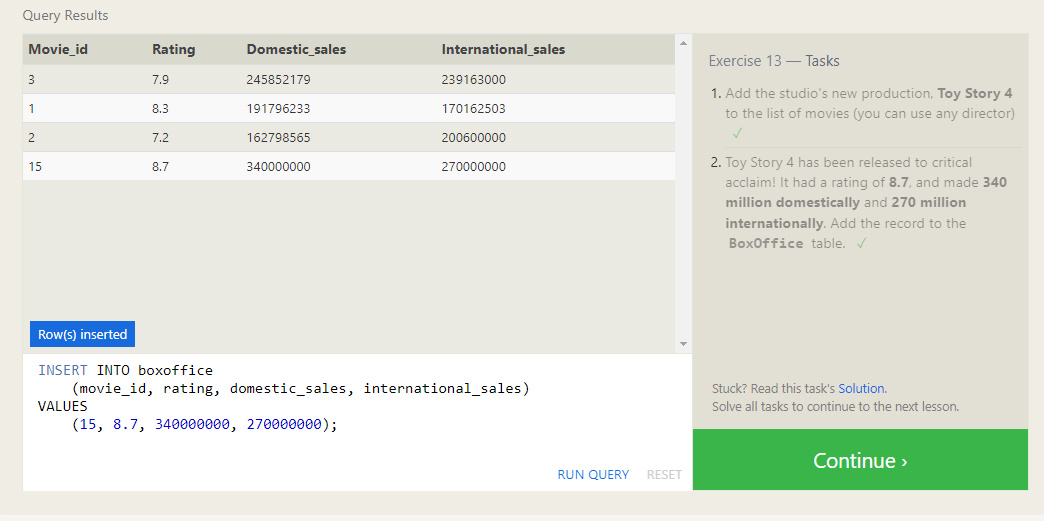 Query Results
Movie_id Rating Domestic_sales International_sales
3 7.9 245852179 239163000
1 8.3 191796233 170162503
2 7.2 162798565 200600000
15 8.7 340000000 270000000
Row(s) inserted
INSERT INTO boxoffice
(movie_id, rating, domestic_sales, international_sales)
VALUES
(15, 8.7, 340000000, 270000000);
RUN QUERY RESET
Exercise 13 — Tasks
1. Add the studio's new production, Toy Story 4
to the list of movies (you can use any director)
✓
2. Toy Story 4 has been released to critical
acclaim! It had a rating of 8.7, and made 340
million domestically and 270 million
internationally. Add the record to the
BoxOffice table. ✓
Stuck? Read this task's Solution.
Solve all tasks to continue to the next lesson.
Continue ›